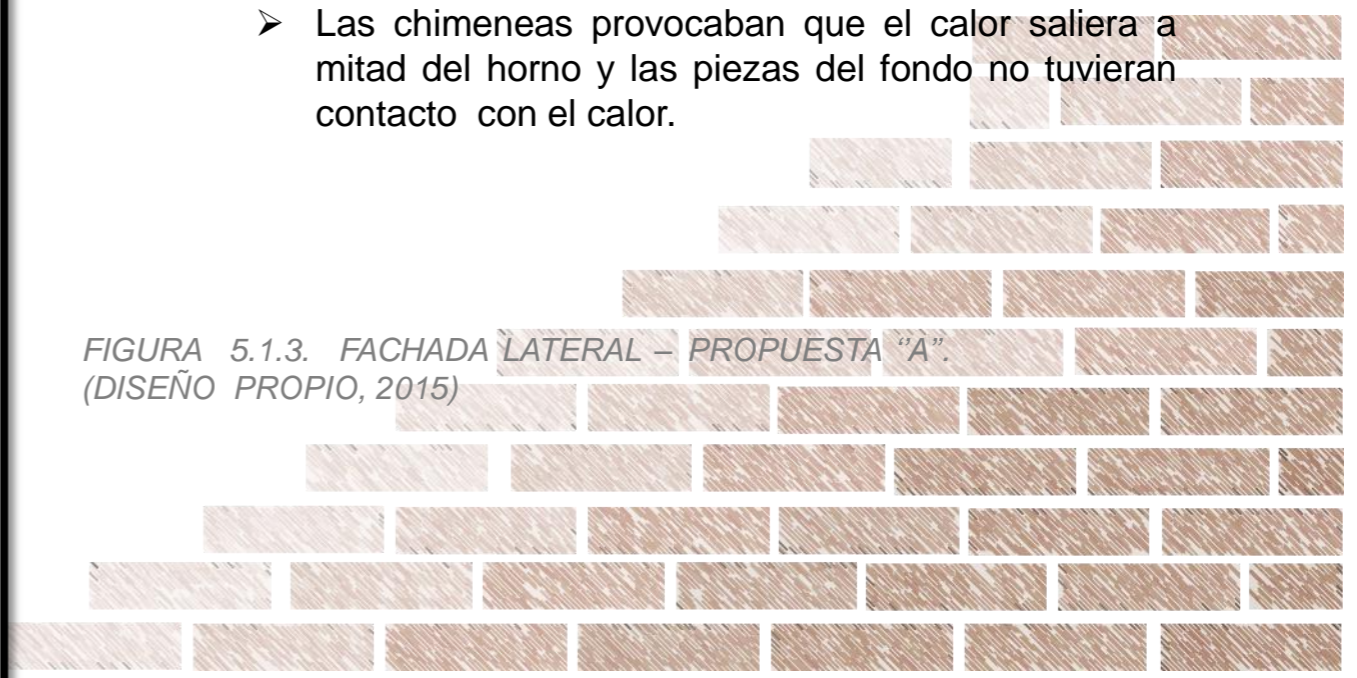 ➢ Las chimeneas provocaban que el calor saliera a
mitad del horno y las piezas del fondo no tuvieran
contacto con el calor.
FIGURA 5.1.3. FACHADA LATERAL – PROPUESTA ‘’A”.
(DISEÑO PROPIO, 2015)